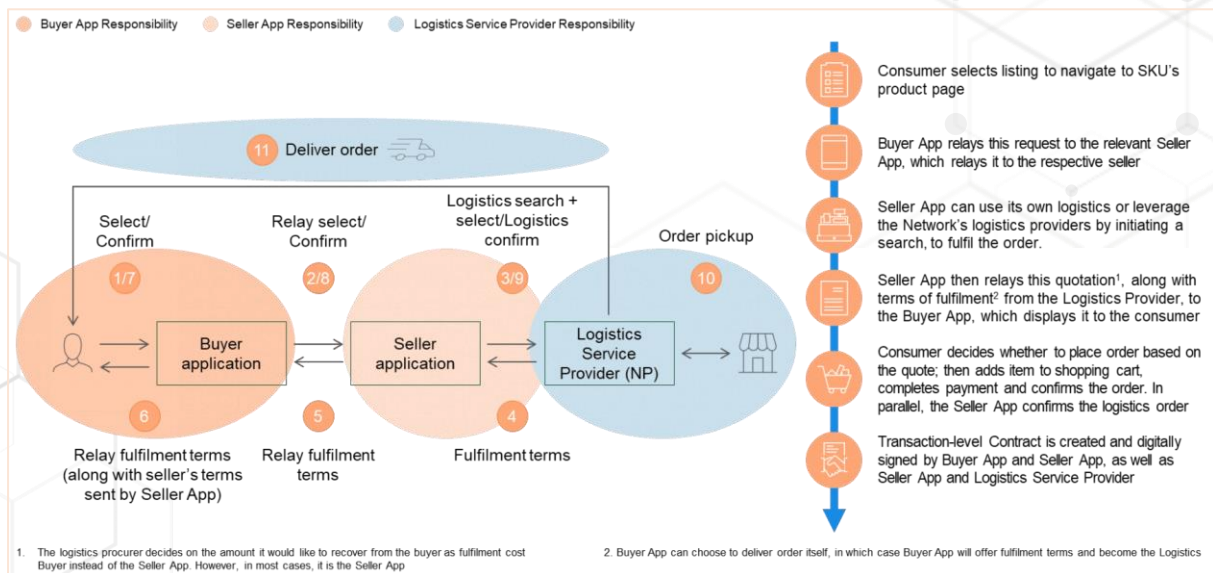 Buyer App Responsibility
Seller App Responsibility
Logistics Service Provider Responsibility
11 Deliver order
Select/
Confirm
Relay select/
Confirm
Logistics search +
select/Logistics
confirm
Order pickup
1/7
2/8
3/9
10
Buyer
application
Seller
application
Logistics
Service
Provider (NP)
6
5
4
Relay fulfilment terms
(along with seller's terms
sent by Seller App)
Relay fulfilment
terms
Fulfilment terms
Consumer selects listing to navigate to SKU's
product page
Buyer App relays this request to the relevant Seller
App, which relays it to the respective seller
Seller App can use its own logistics or leverage
the Network's logistics providers by initiating a
search, to fulfil the order.
Seller App then relays this quotation¹, along with
terms of fulfilment² from the Logistics Provider, to
the Buyer App, which displays it to the consumer
Consumer decides whether to place order based on
the quote; then adds item to shopping cart,
completes payment and confirms the order. In
parallel, the Seller App confirms the logistics order
Transaction-level Contract is created and digitally
signed by Buyer App and Seller App, as well as
Seller App and Logistics Service Provider
1. The logistics procurer decides on the amount it would like to recover from the buyer as fulfilment cost
Buyer instead of the Seller App. However, in most cases, it is the Seller App
2. Buyer App can choose to deliver order itself, in which case Buyer App will offer fulfilment terms and become the Logistics